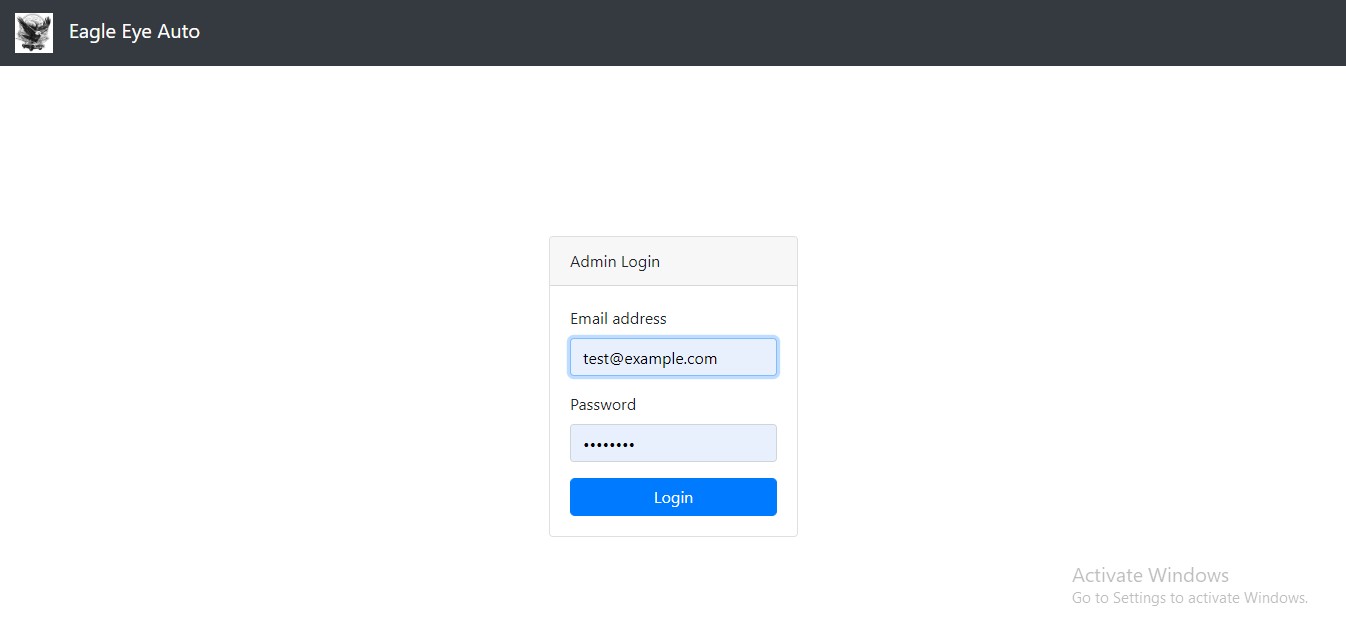 Eagle Eye Auto
Admin Login
Email address
test@example.com
Password
••••••••
Login
Activate Windows
Go to Settings to activate Windows.